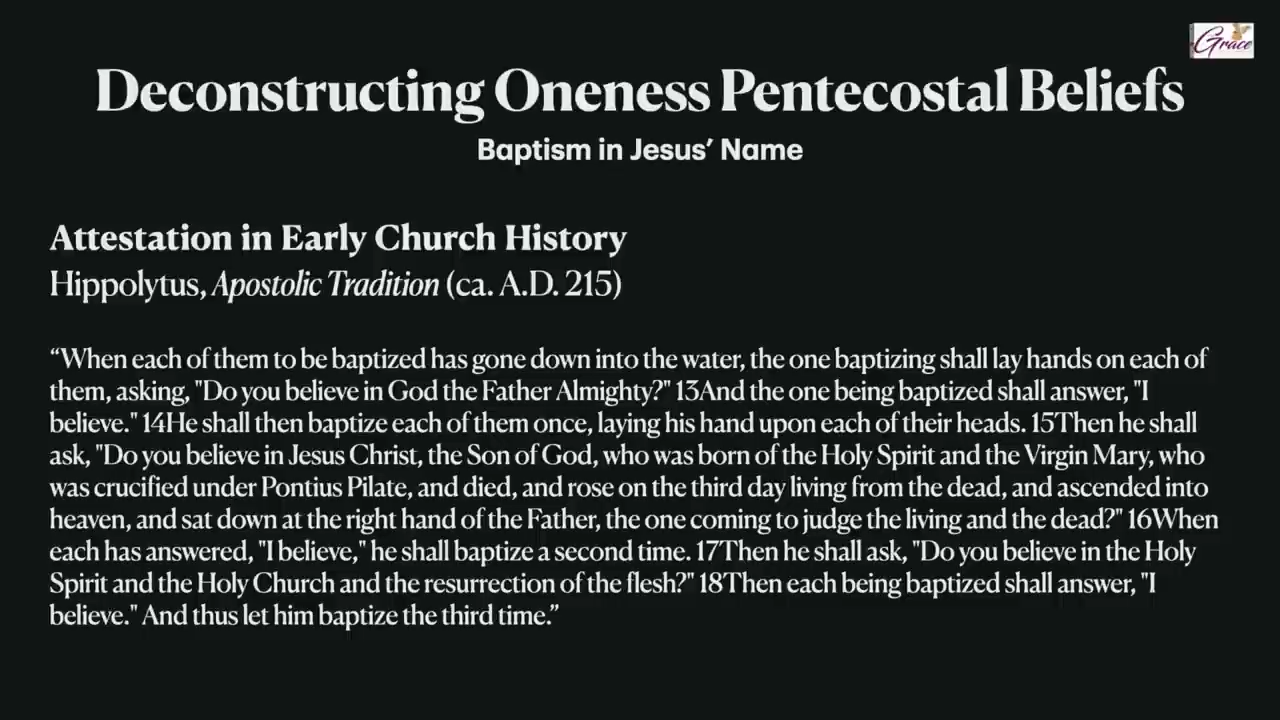 Grace
Deconstructing Oneness Pentecostal Beliefs
Baptism in Jesus’ Name
Attestation in Early Church History
Hippolytus, Apostolic Tradition (ca. A.D. 215)
“When each of them to be baptized has gone down into the water, the one baptizing shall lay hands on each of
them, asking, "Do you believe in God the Father Almighty?" 13And the one being baptized shall answer, "I
believe." 14He shall then baptize each of them once, laying his hand upon each of their heads. 15Then he shall
ask, "Do you believe in Jesus Christ, the Son of God, who was born of the Holy Spirit and the Virgin Mary, who
was crucified under Pontius Pilate, and died, and rose on the third day living from the dead, and ascended into
heaven, and sat down at the right hand of the Father, the one coming to judge the living and the dead?" 16When
each has answered, "I believe," he shall baptize a second time. 17Then he shall ask, "Do you believe in the Holy
Spirit and the Holy Church and the resurrection of the flesh?" 18Then each being baptized shall answer, "I
believe." And thus let him baptize the third time.”